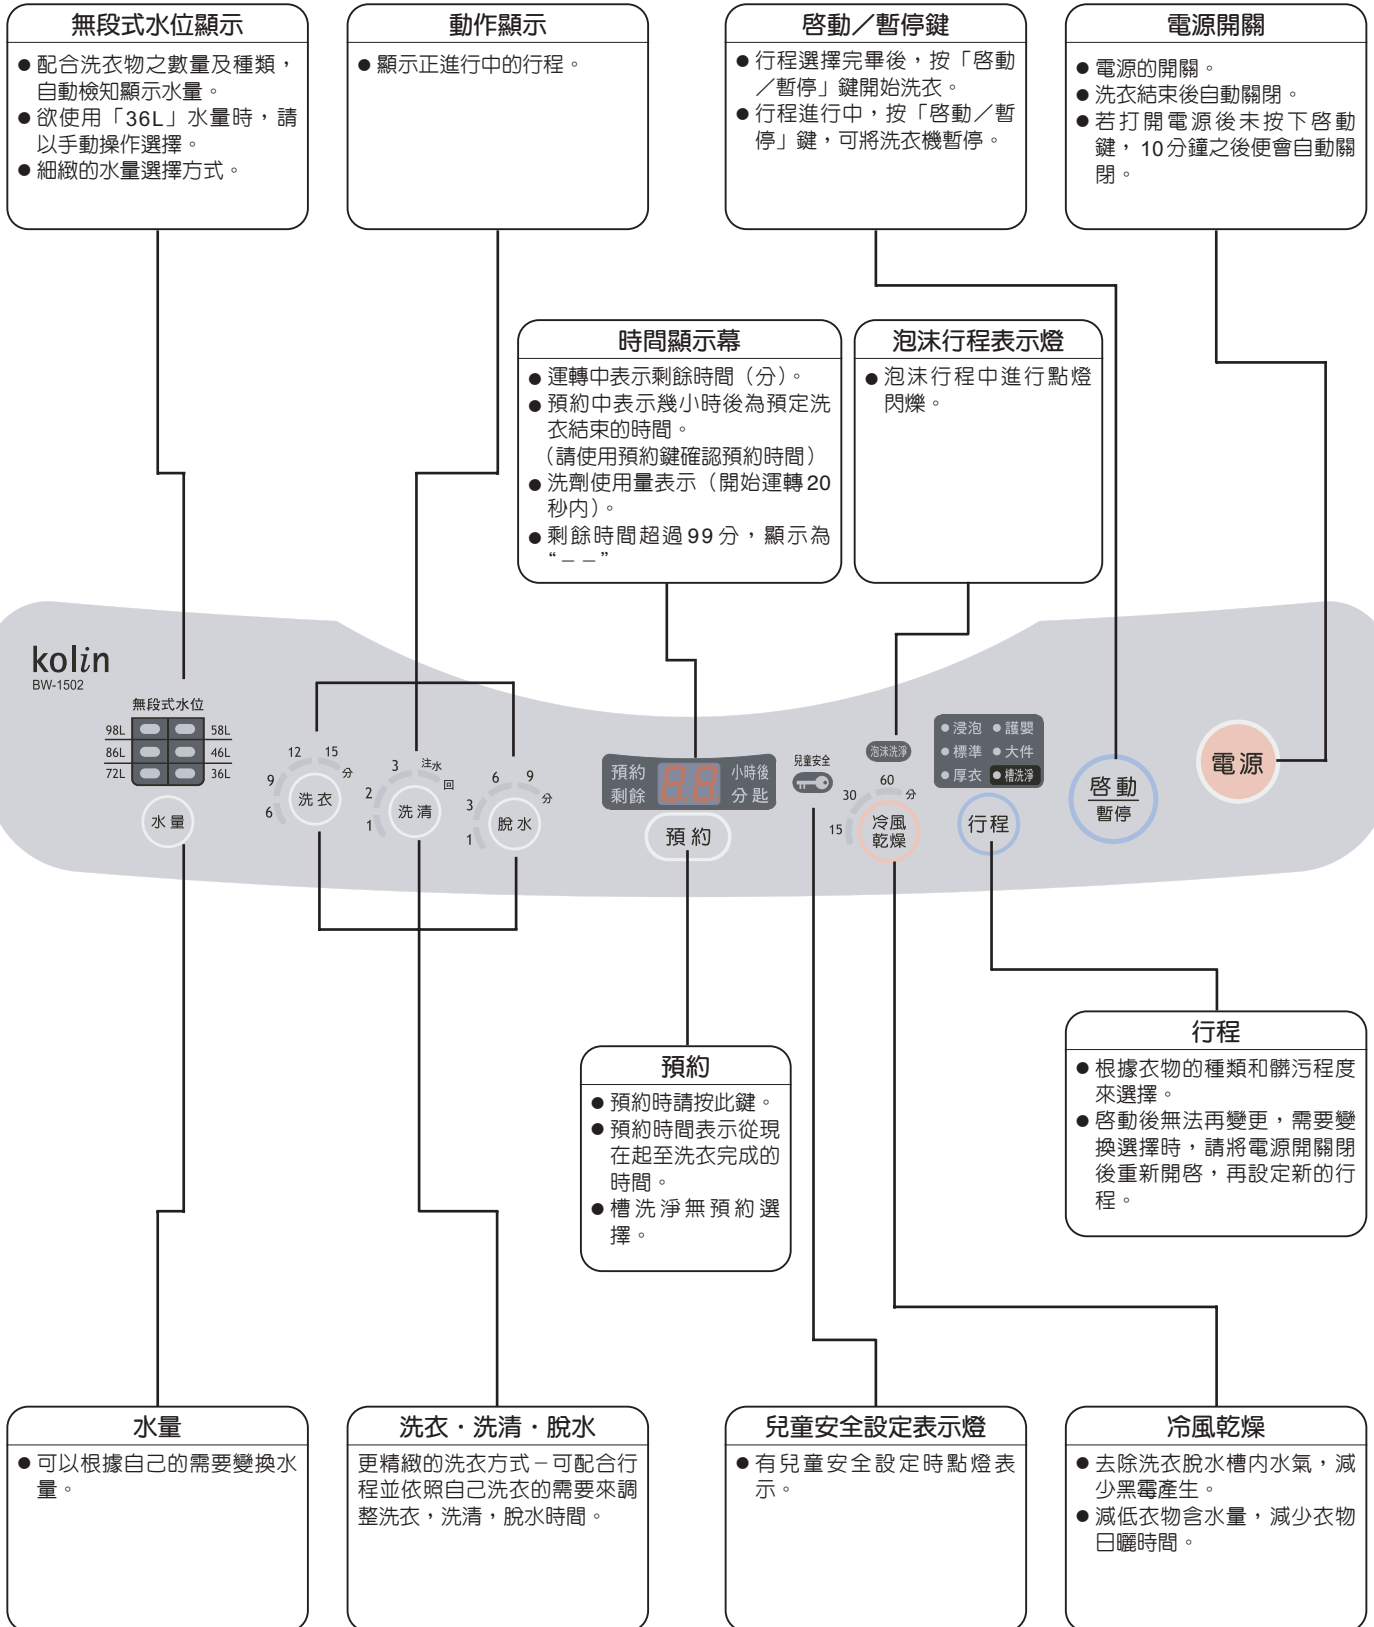 無段式水位顯示
● 配合洗衣物之數量及種類，
自動檢知顯示水量。
● 欲使用「36L」水量時，請
以手動操作選擇。
● 細緻的水量選擇方式。
動作顯示
● 顯示正進行中的行程。
啓動／暫停鍵
● 行程選擇完畢後，按「啓動
／暫停」鍵開始洗衣。
● 行程進行中，按「啓動／暫
停」鍵，可將洗衣機暫停。
電源開關
● 電源的開關。
● 洗衣結束後自動關閉。
● 若打開電源後未按下啓動
鍵，10分鐘之後便會自動關
閉。
時間顯示幕
● 運轉中表示剩餘時間（分）。
● 預約中表示幾小時後為預定洗
衣結束的時間。
（請使用預約鍵確認預約時間）
● 洗劑使用量表示（開始運轉20
秒内）。
● 剩餘時間超過99分，顯示為
“－－”
泡沫行程表示燈
● 泡沫行程中進行點燈
閃爍。
kolin
BW-1502
無段式水位
98L 58L
86L 46L
72L 36L
水量
6 9 12 15 分
洗衣
1 2 3 注水 回
洗清
1 3 6 9 分
脫水
預約 88 小時後
剩餘 分 匙
預約
兒童安全
泡沫洗淨
15 30 60 分
冷風
乾燥
● 浸泡 ● 護嬰
● 標準 ● 大件
● 厚衣 ● 槽洗淨
行程
啓動
暫停
電源
預約
● 預約時請按此鍵。
● 預約時間表示從現
在起至洗衣完成的
時間。
● 槽洗淨無預約選
擇。
行程
● 根據衣物的種類和髒污程度
來選擇。
● 啓動後無法再變更，需要變
換選擇時，請將電源開關閉
後重新開啓，再設定新的行
程。
水量
● 可以根據自己的需要變換水
量。
洗衣·洗清·脫水
更精緻的洗衣方式－可配合行
程並依照自己洗衣的需要來調
整洗衣，洗清，脫水時間。
兒童安全設定表示燈
● 有兒童安全設定時點燈表
示。
冷風乾燥
● 去除洗衣脫水槽内水氣，減
少黑霉產生。
● 減低衣物含水量，減少衣物
日曬時間。